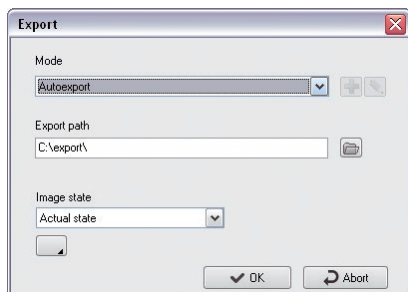 Export
Mode
Autoexport
Export path
C:\export\
Image state
Actual state
OK
Abort